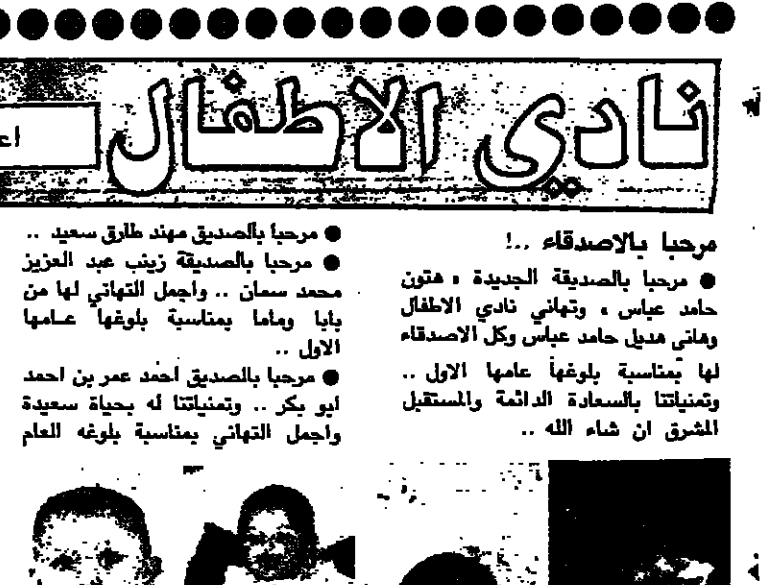 نادي الاطفال
اع
مرحبا بالاصدقاء ..!
● مرحبا بالصديقة الجديدة « هتون
حامد عباس » وتهاني نادي الاطفال
وهاني هديل حامد عباس وكل الاصدقاء
لها بمناسبة بلوغها عامها الاول ..
وتمنياتنا بالسعادة الدائمة والمستقبل
المشرق ان شاء الله ..
● مرحبا بالصديق مهند طارق سعيد ..
● مرحبا بالصديقة زينب عبد العزيز
محمد سمان .. واجمل التهاني لها من
بابا وماما بمناسبة بلوغها عامها
الاول ..
● مرحبا بالصديق أحمد عمر بن احمد
ابو بكر .. وتمنياتنا له بحياة سعيدة
واجمل التهاني بمناسبة بلوغه للعام